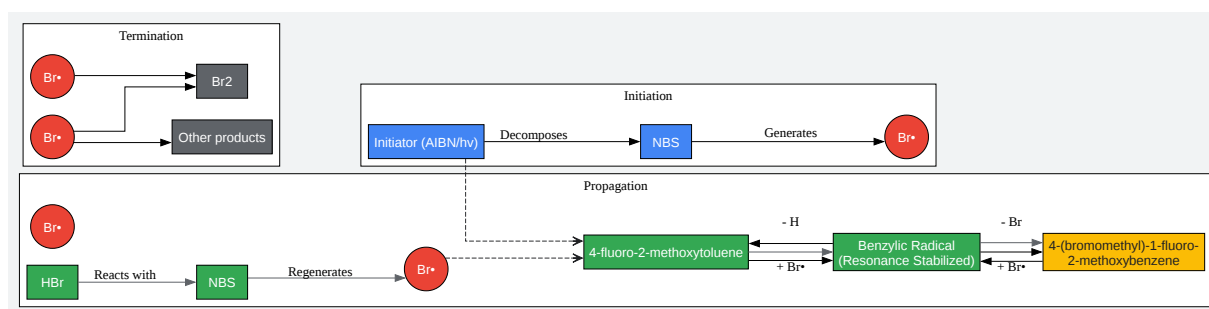 Termination
Br•
Br2
Br•
Other products
Initiation
Initiator (AIBN/hv)
Decomposes
NBS
Generates
Br•
Propagation
Br•
HBr
Reacts with
NBS
Regenerates
Br•
4-fluoro-2-methoxytoluene
- H
+ Br•
Benzylic Radical
(Resonance Stabilized)
- Br
+ Br•
4-(bromomethyl)-1-fluoro-
2-methoxybenzene